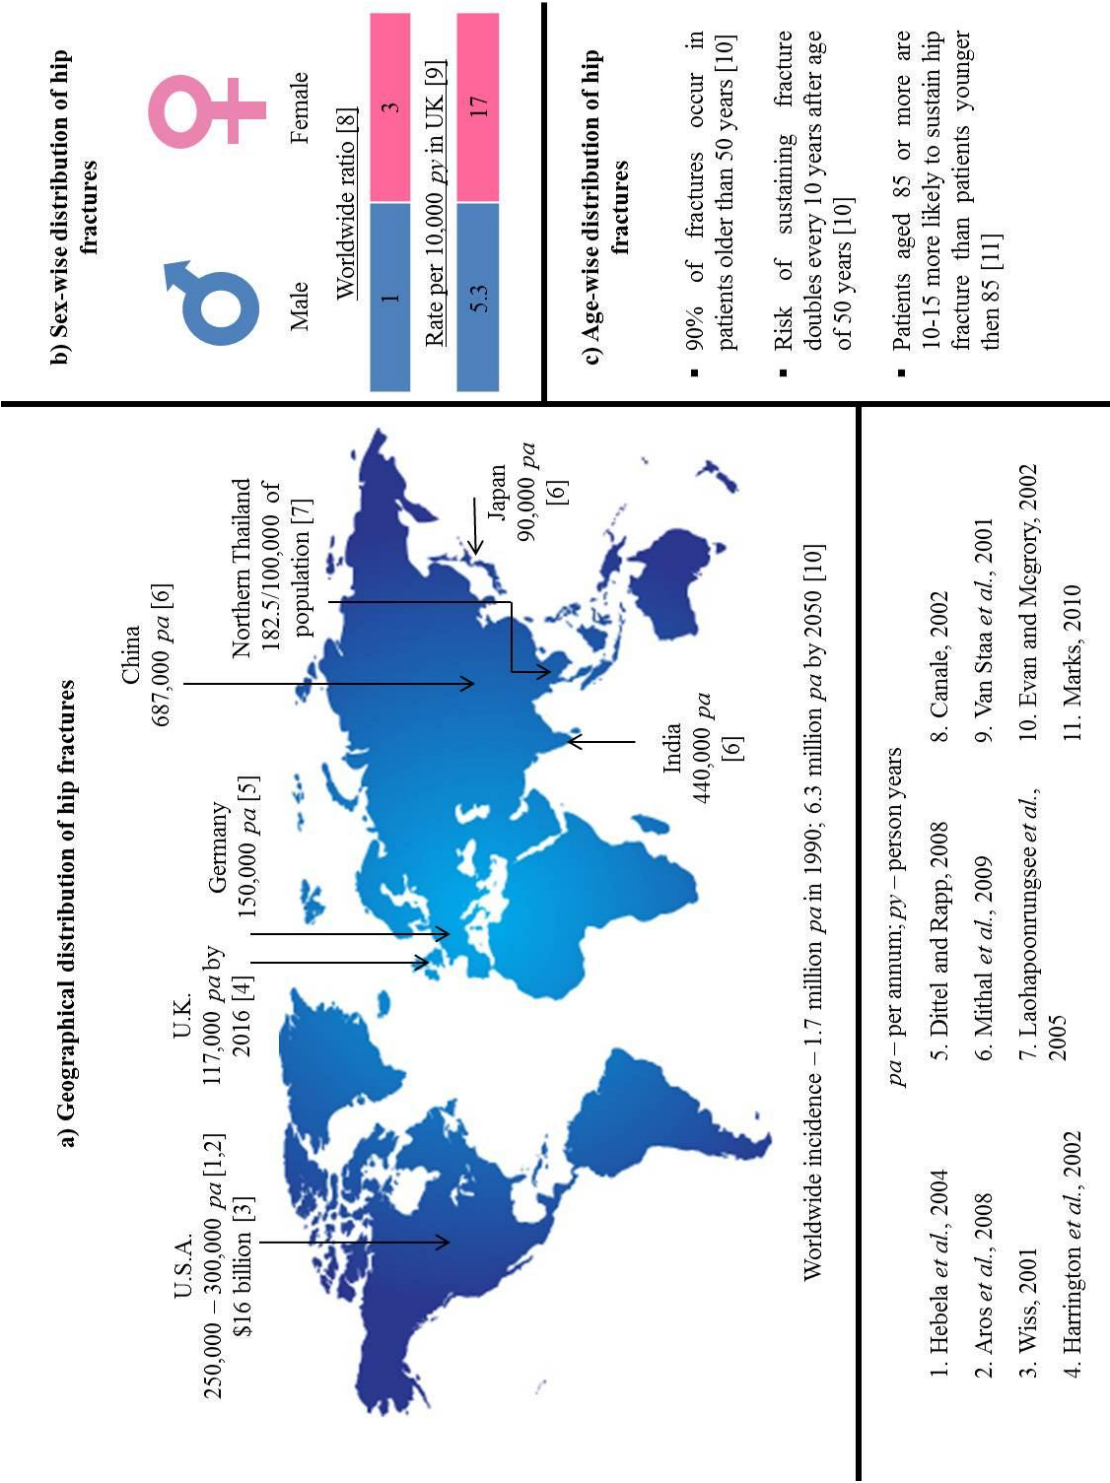 a) Geographical distribution of hip fractures
U.S.A.
250,000 – 300,000 pa [1,2]
$16 billion [3]
U.K.
117,000 pa by
2016 [4]
Germany
150,000 pa [5]
China
687,000 pa [6]
Northern Thailand
182.5/100,000 of
population [7]
Japan
90,000 pa
[6]
India
440,000 pa
[6]
Worldwide incidence – 1.7 million pa in 1990; 6.3 million pa by 2050 [10]
b) Sex-wise distribution of hip
fractures
Male
Female
Worldwide ratio [8]
1
3
Rate per 10,000 py in UK [9]
5.3
17
c) Age-wise distribution of hip
fractures
▪ 90% of fractures occur in
patients older than 50 years [10]
▪ Risk of sustaining fracture
doubles every 10 years after age
of 50 years [10]
▪ Patients aged 85 or more are
10-15 more likely to sustain hip
fracture than patients younger
then 85 [11]
pa – per annum; py – person years
1. Hebela et al., 2004
2. Aros et al., 2008
3. Wiss, 2001
4. Harrington et al., 2002
5. Dittel and Rapp, 2008
6. Mithal et al., 2009
7. Laohapoonrungsee et al.,
2005
8. Canale, 2002
9. Van Staa et al., 2001
10. Evan and Mcgrory, 2002
11. Marks, 2010